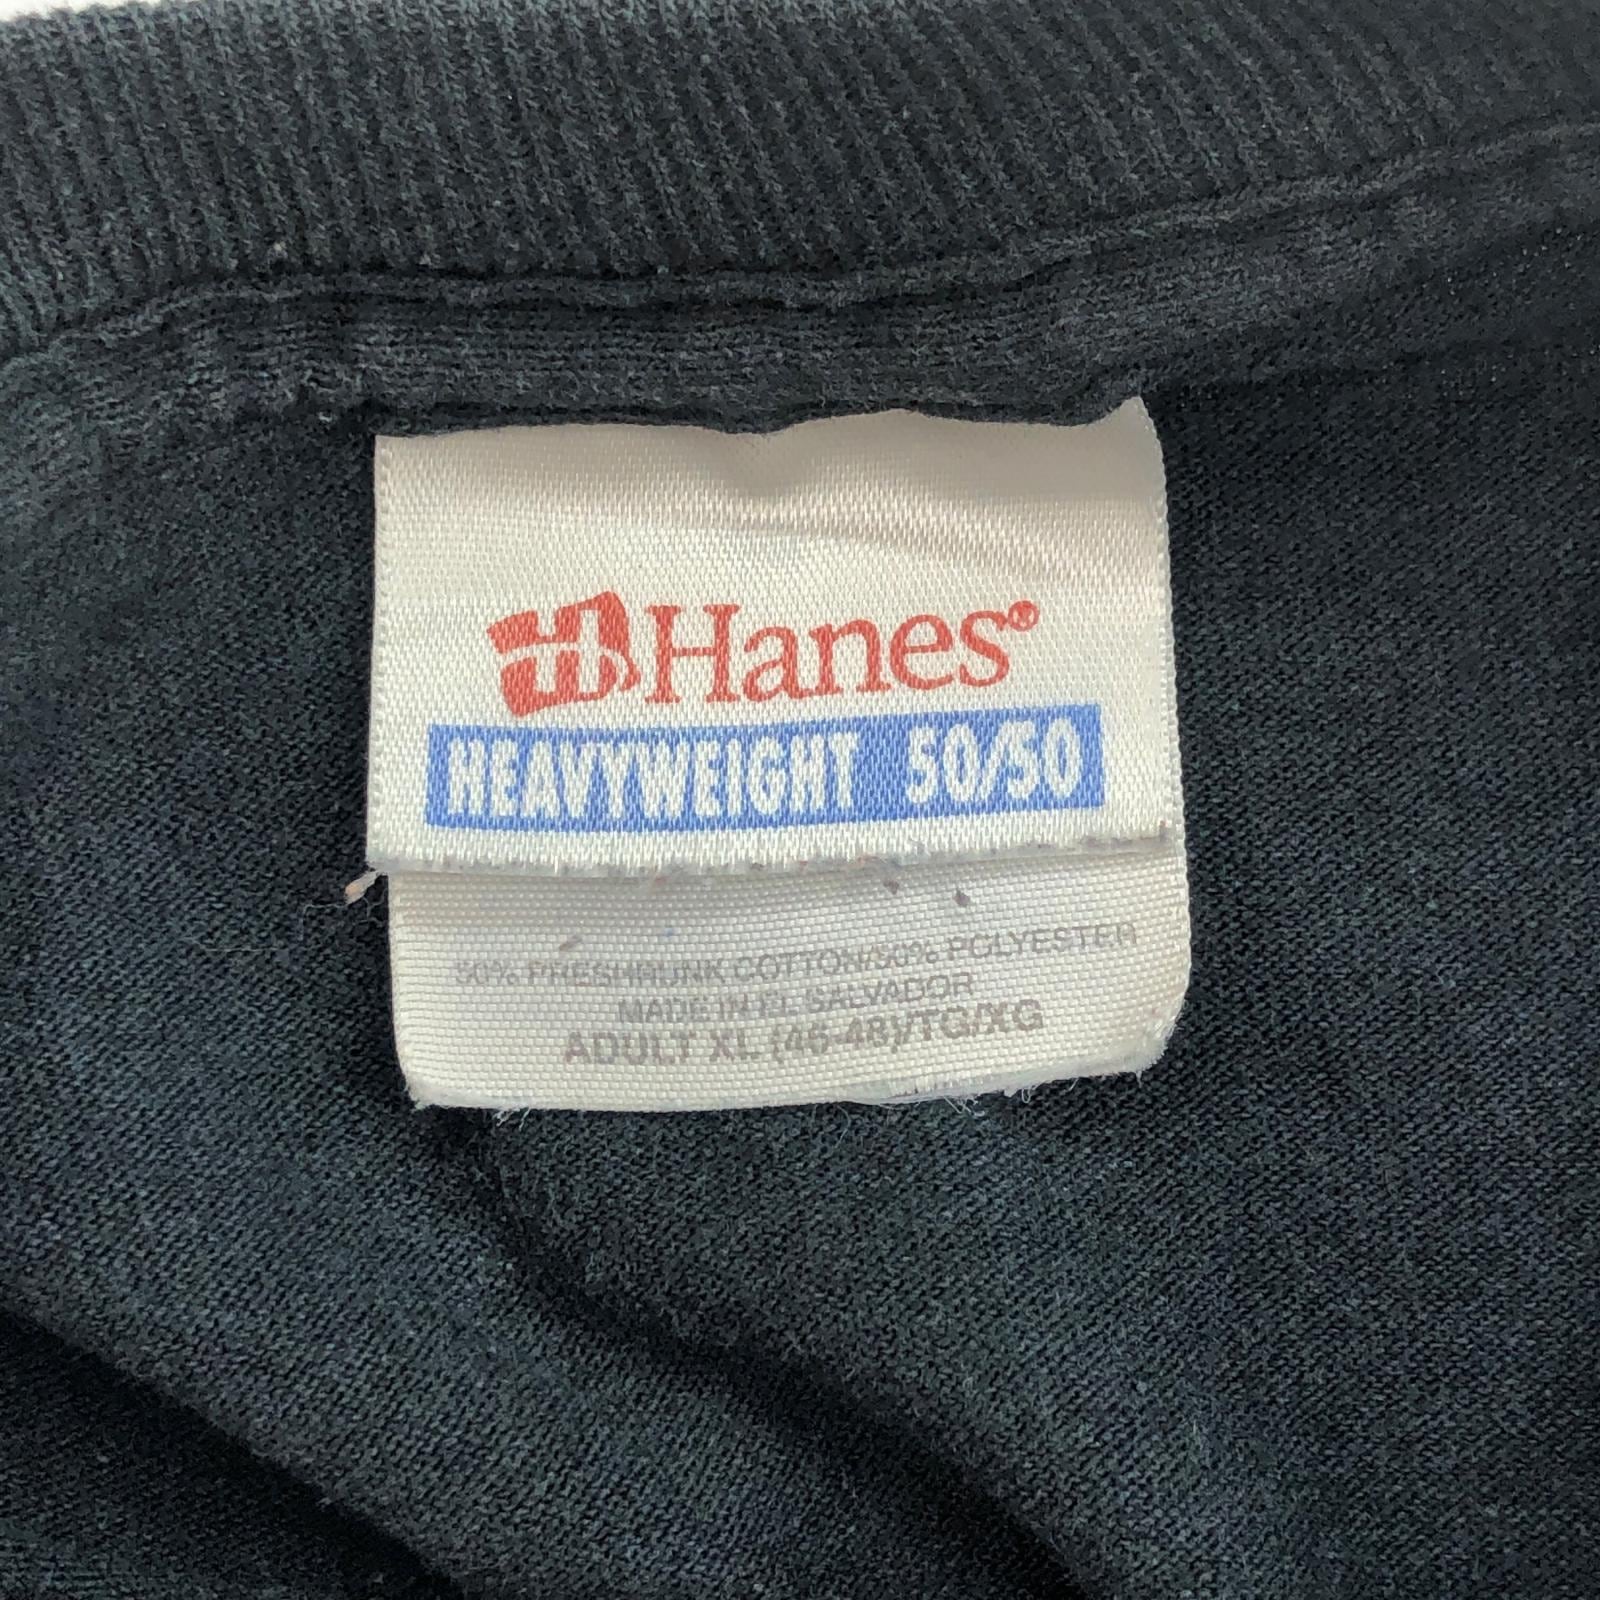 Hanes®
HEAVYWEIGHT 50/50
50% PRESHRUNK COTTON/50% POLYESTER
MADE IN EL SALVADOR
ADULT XL (46-48)/TG/XG